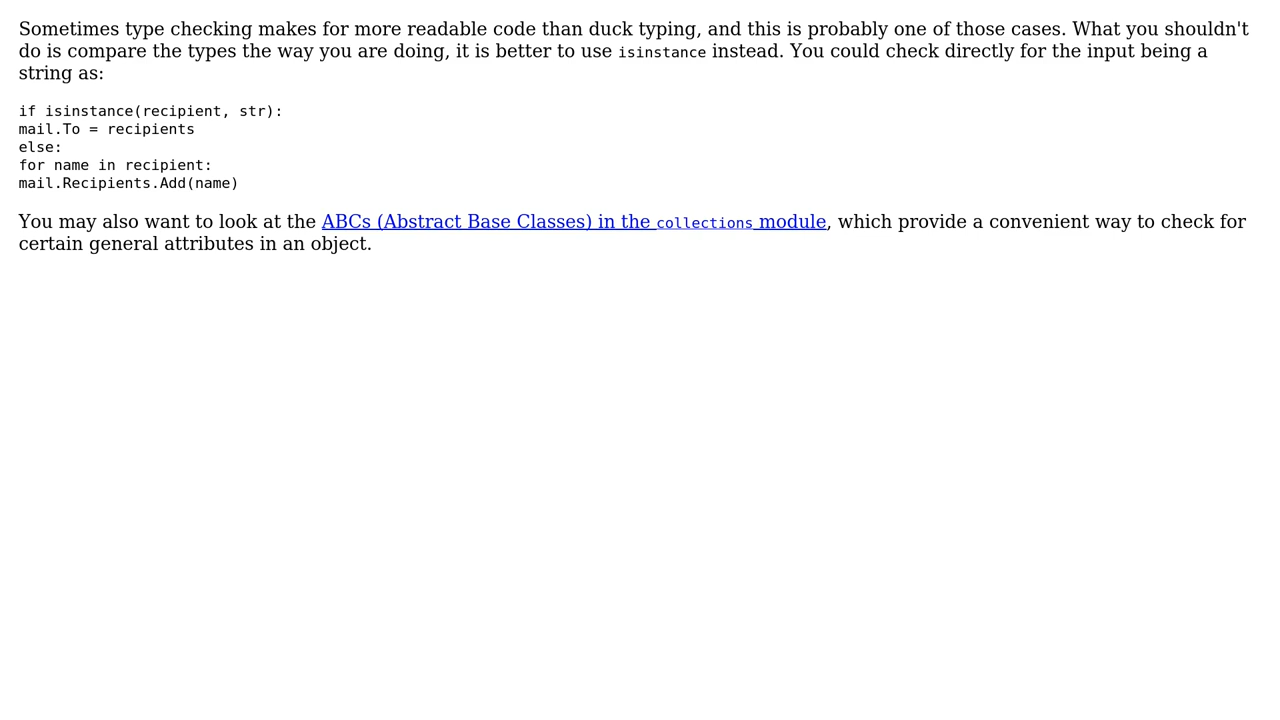 Sometimes type checking makes for more readable code than duck typing, and this is probably one of those cases. What you shouldn't
do is compare the types the way you are doing, it is better to use isinstance instead. You could check directly for the input being a
string as:
if isinstance(recipient, str):
mail.To = recipients
else:
for name in recipient:
mail.Recipients.Add(name)
You may also want to look at the ABCs (Abstract Base Classes) in the collections module, which provide a convenient way to check for
certain general attributes in an object.